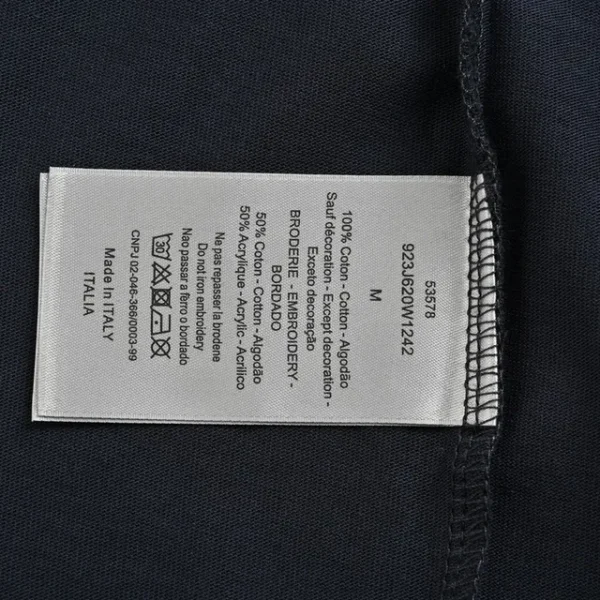 53578
923J620W1242
M
100% Coton - Cotton - Algodão
Sauf décoration - Except decoration -
Exceto decoração
BRODERIE - EMBROIDERY -
BORDADO
50% Coton - Cotton - Algodão
50% Acrylique - Acrylic - Acrilico
Ne pas repasser la broderie
Do not iron embroidery
Nao passar a ferro o bordado
30
CNPJ 02-046-366/0003-99
Made In ITALY
ITALIA